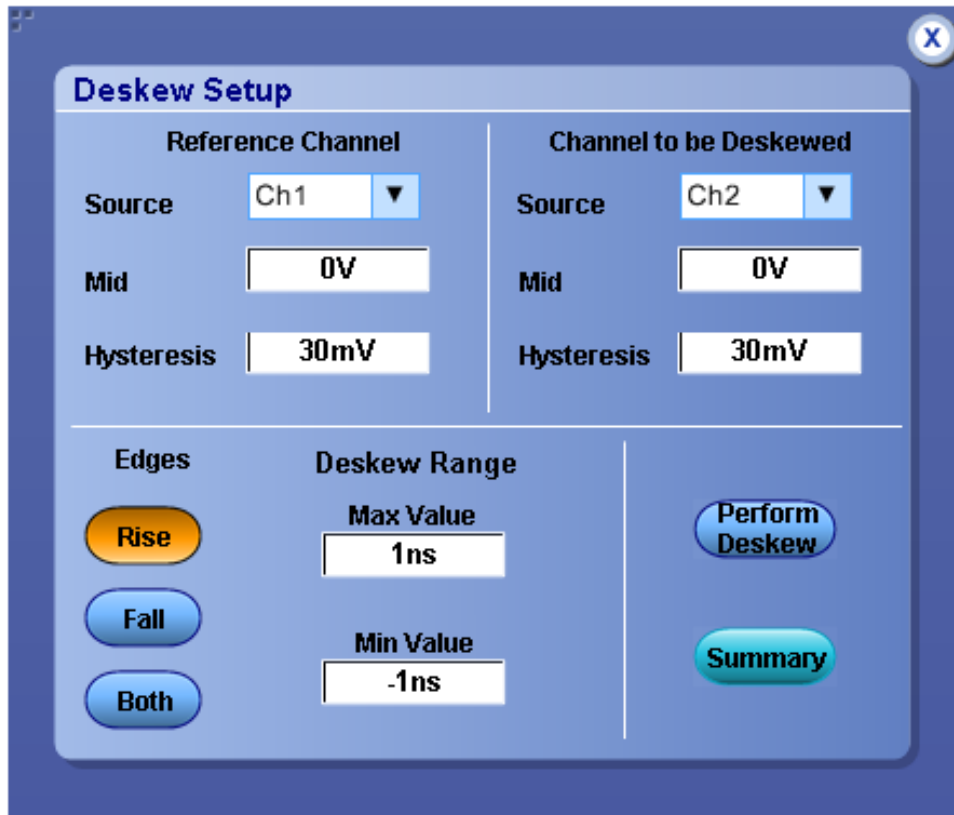 X
Deskew Setup
Reference Channel
Source
Ch1
Mid
0V
Hysteresis
30mV
Channel to be Deskewed
Source
Ch2
Mid
0V
Hysteresis
30mV
Edges
Rise
Fall
Both
Deskew Range
Max Value
1ns
Min Value
-1ns
Perform
Deskew
Summary